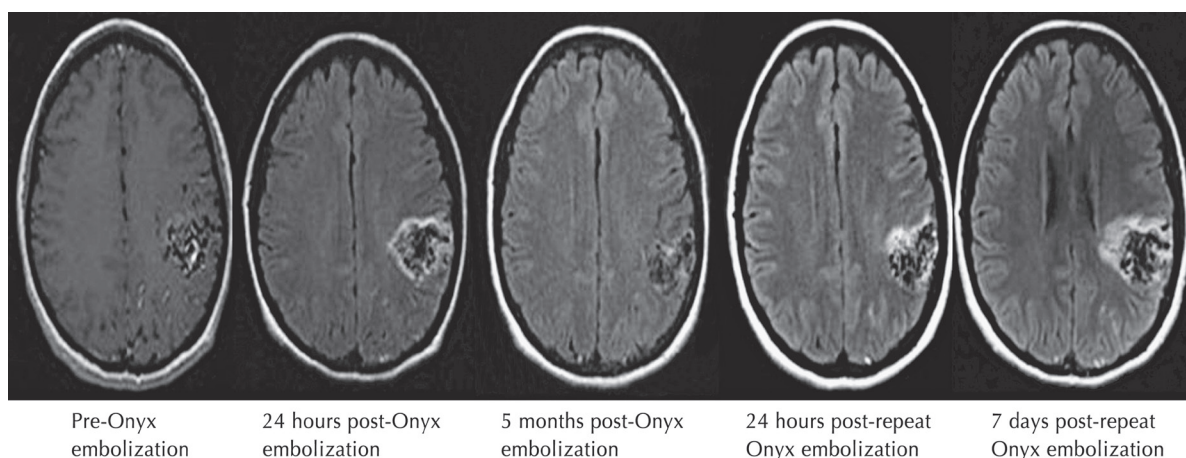 Pre-Onyx
embolization
24 hours post-Onyx
embolization
5 months post-Onyx
embolization
24 hours post-repeat
Onyx embolization
7 days post-repeat
Onyx embolization